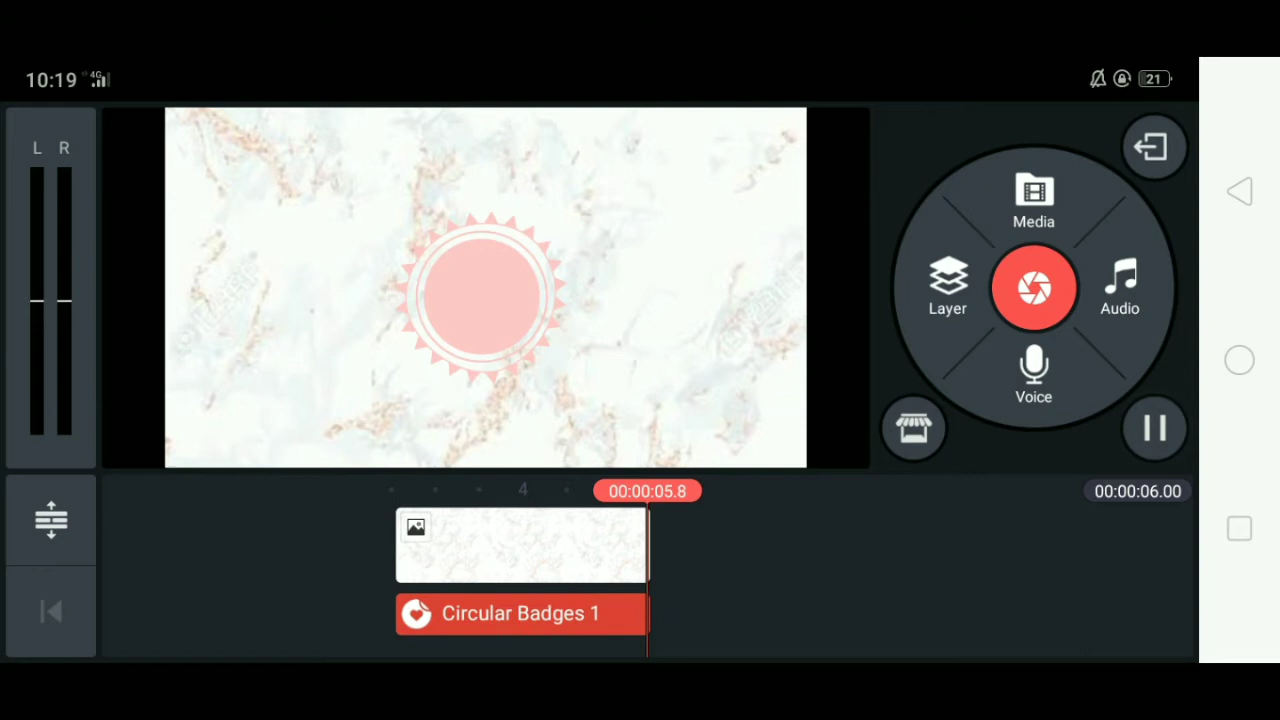 10:19 4G
21
L R
Media
Layer
Audio
Voice
4
00:00:05.8
00:00:06.00
Circular Badges 1